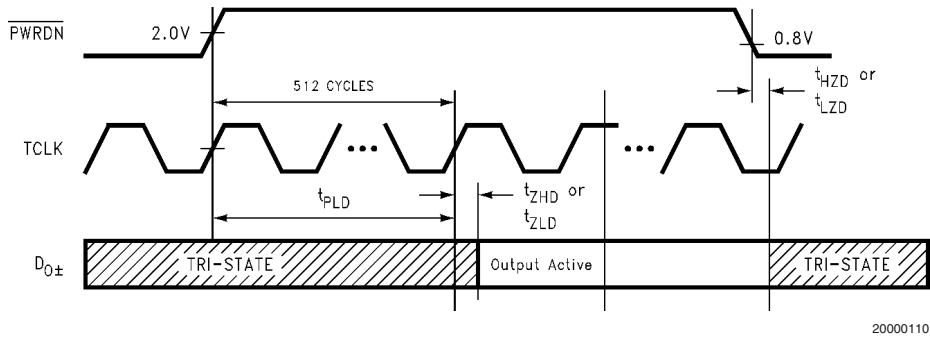 PWRDN
2.0V
0.8V
512 CYCLES
tHZD or
tLZD
TCLK
•••
•••
tPLD
tZHD or
tZLD
DO±
TRI-STATE
Output Active
TRI-STATE
20000110